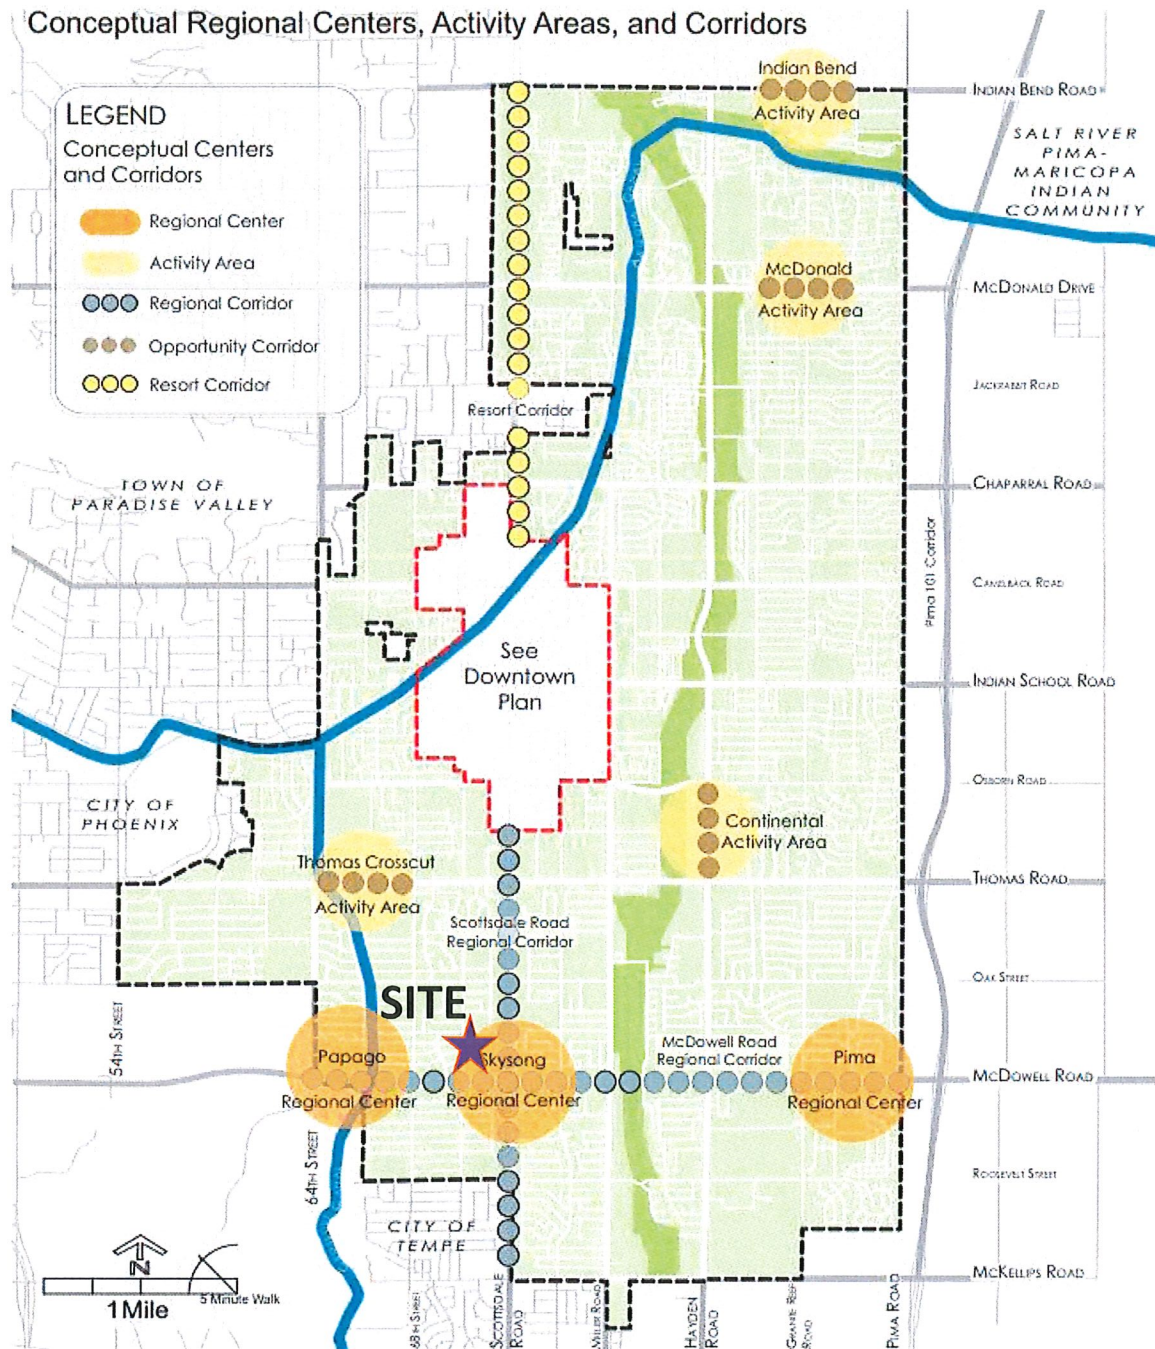 Conceptual Regional Centers, Activity Areas, and Corridors
LEGEND
Conceptual Centers
and Corridors
Regional Center
Activity Area
Regional Corridor
Opportunity Corridor
Resort Corridor
Indian Bend
Activity Area
INDIAN BEND ROAD
SALT RIVER
PIMA-
MARICOPA
INDIAN
COMMUNITY
McDonald
Activity Area
MCDONALD DRIVE
JACKRABBIT ROAD
Resort Corridor
TOWN OF
PARADISE VALLEY
CHAPARRAL ROAD
Pima 101 Corridor
CAMELBACK ROAD
See
Downtown
Plan
INDIAN SCHOOL ROAD
OSBORN ROAD
CITY OF
PHOENIX
Continental
Activity Area
Thomas Crosscut
Activity Area
THOMAS ROAD
Scottsdale Road
Regional Corridor
OAK STREET
SITE
54TH STREET
Papago
Regional Center
Skysong
Regional Center
McDowell Road
Regional Corridor
Pima
Regional Center
MCDOWELL ROAD
64TH STREET
ROOSEVELT STREET
CITY OF
TEMPE
N
1Mile
5 Minute Walk
MCKELLIPS ROAD
68TH STREET
SCOTTSDALE
ROAD
MILLER ROAD
HAYDEN
ROAD
GRANITE REEF
ROAD
PIMA ROAD